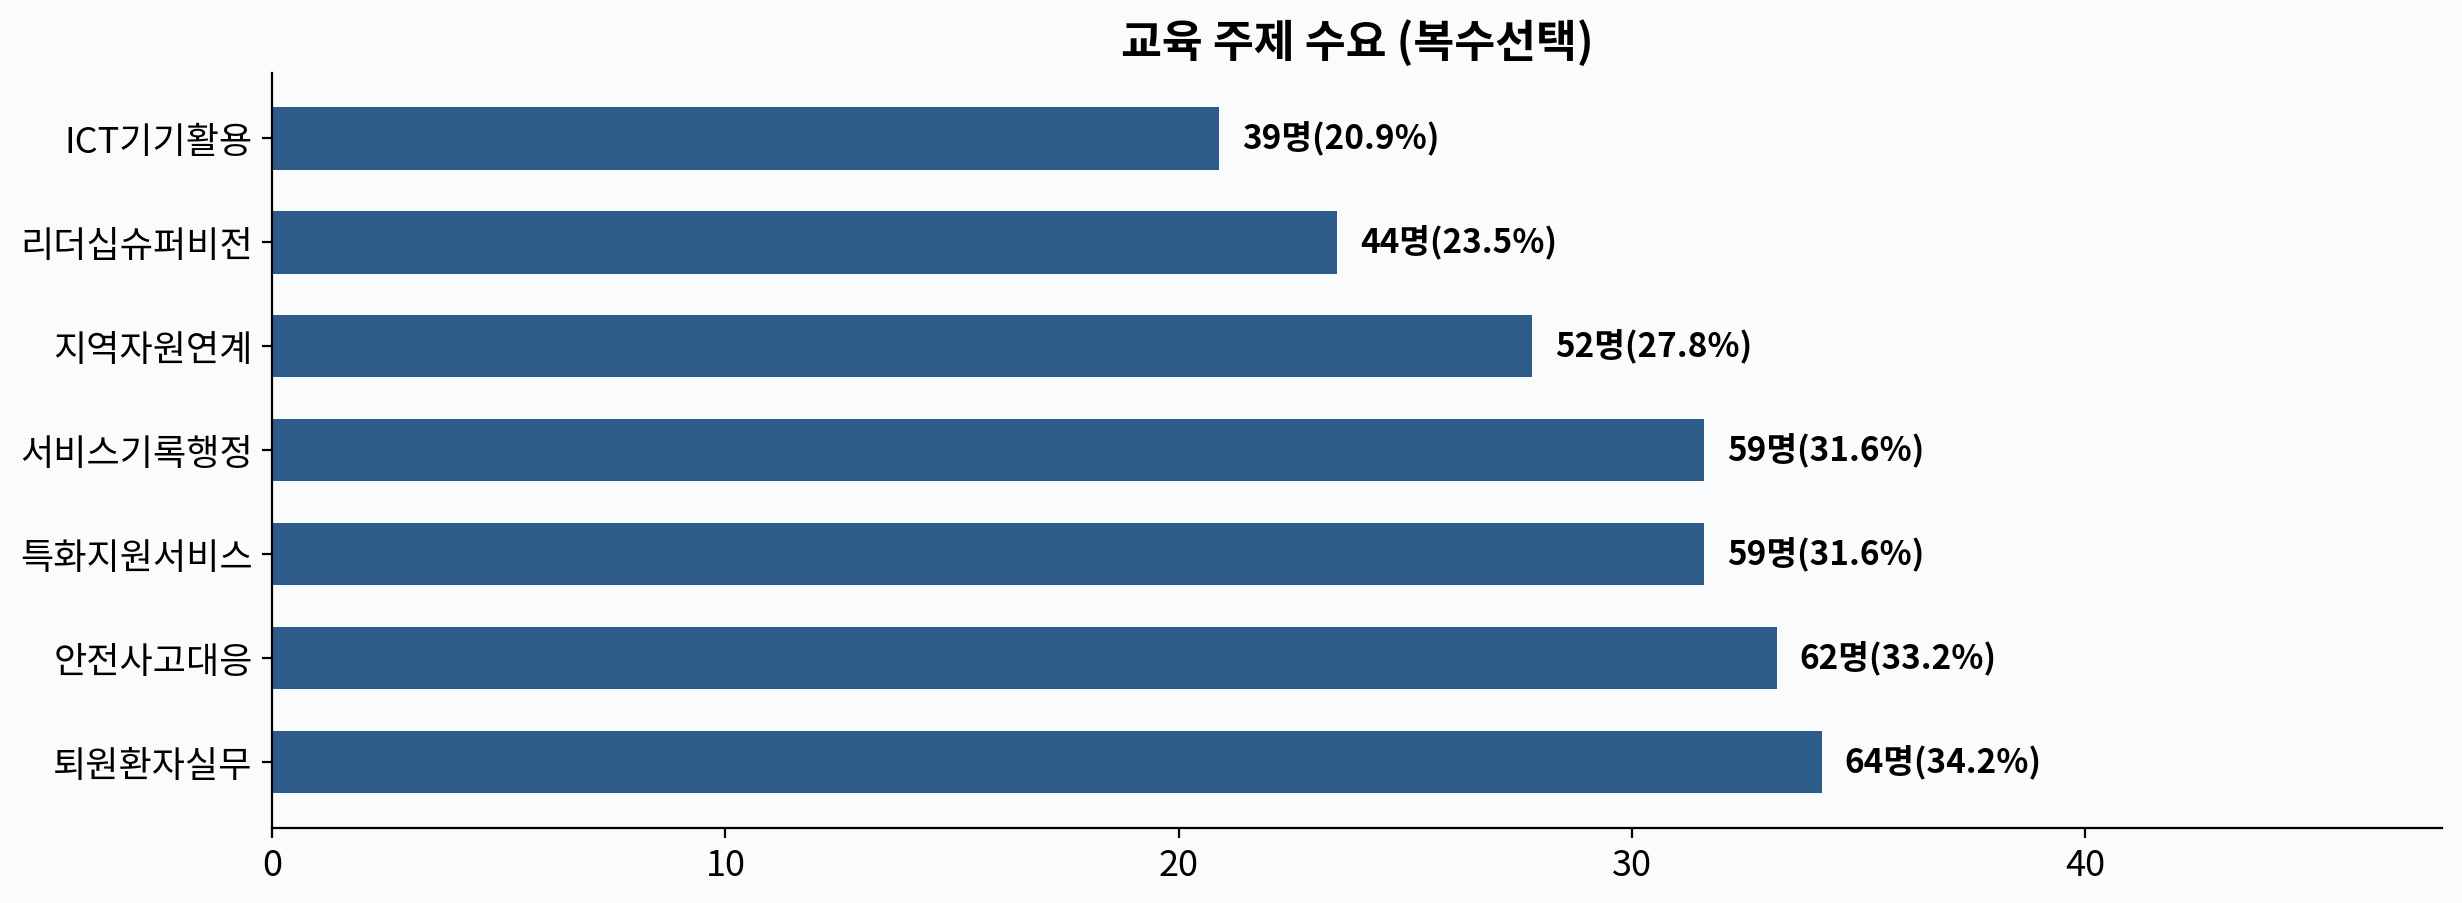 교육 주제 수요 (복수선택)
ICT기기활용 39명(20.9%)
리더십슈퍼비전 44명(23.5%)
지역자원연계 52명(27.8%)
서비스기록행정 59명(31.6%)
특화지원서비스 59명(31.6%)
안전사고대응 62명(33.2%)
퇴원환자실무 64명(34.2%)
0 10 20 30 40